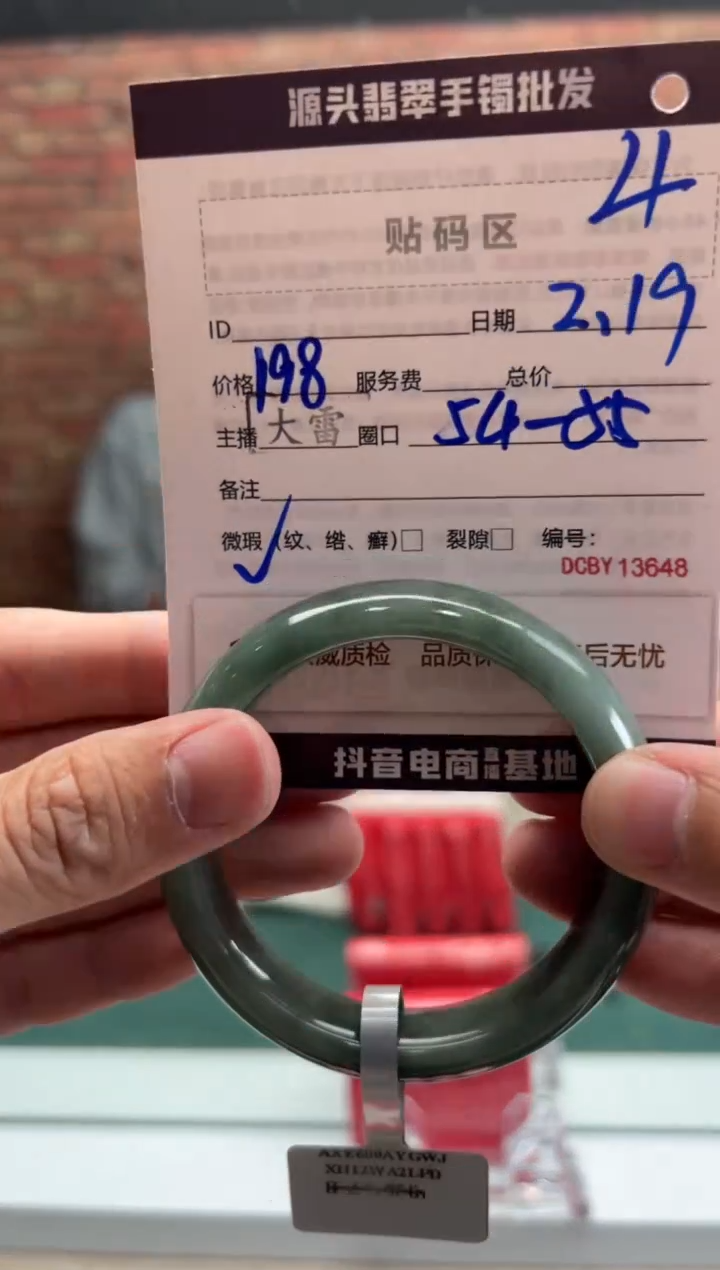 源头翡翠手镯批发
4
贴码区
ID 日期 2.19
价格 198 服务费 总价
主播 大雷 圈口 54-55
备注
微瑕 ✓ (纹、绺、癣)□ 裂隙□ 编号：
DCBY 13648
威质检 品质保 后无忧
抖音电商直播基地